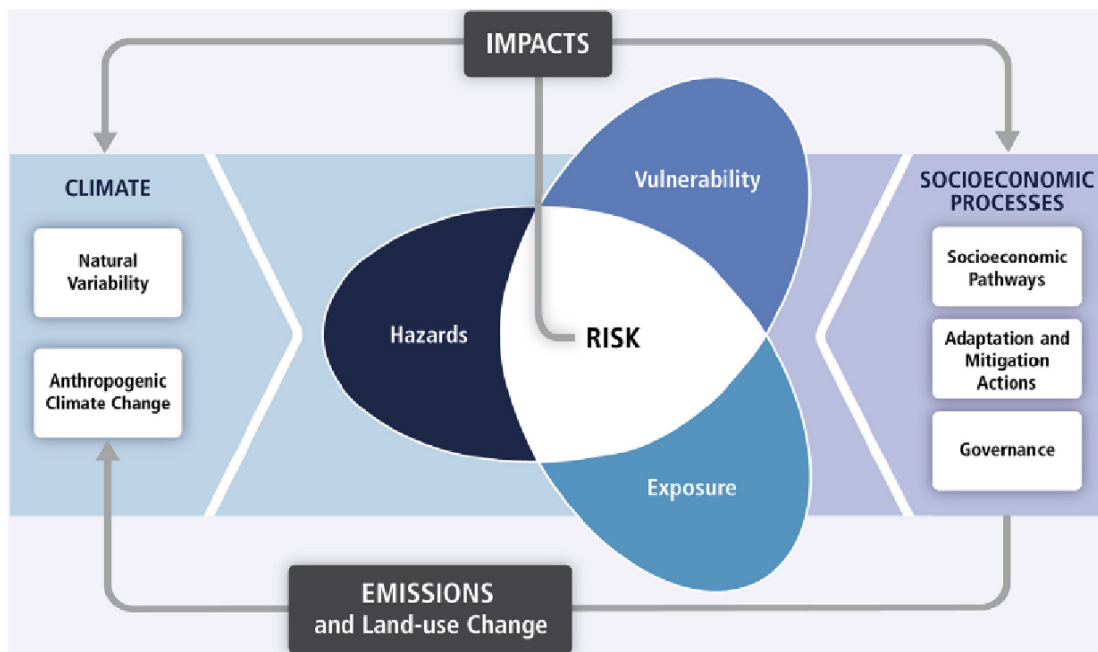 IMPACTS
CLIMATE
Natural
Variability
Anthropogenic
Climate Change
Vulnerability
Hazards
RISK
Exposure
SOCIOECONOMIC
PROCESSES
Socioeconomic
Pathways
Adaptation and
Mitigation
Actions
Governance
EMISSIONS
and Land-use Change